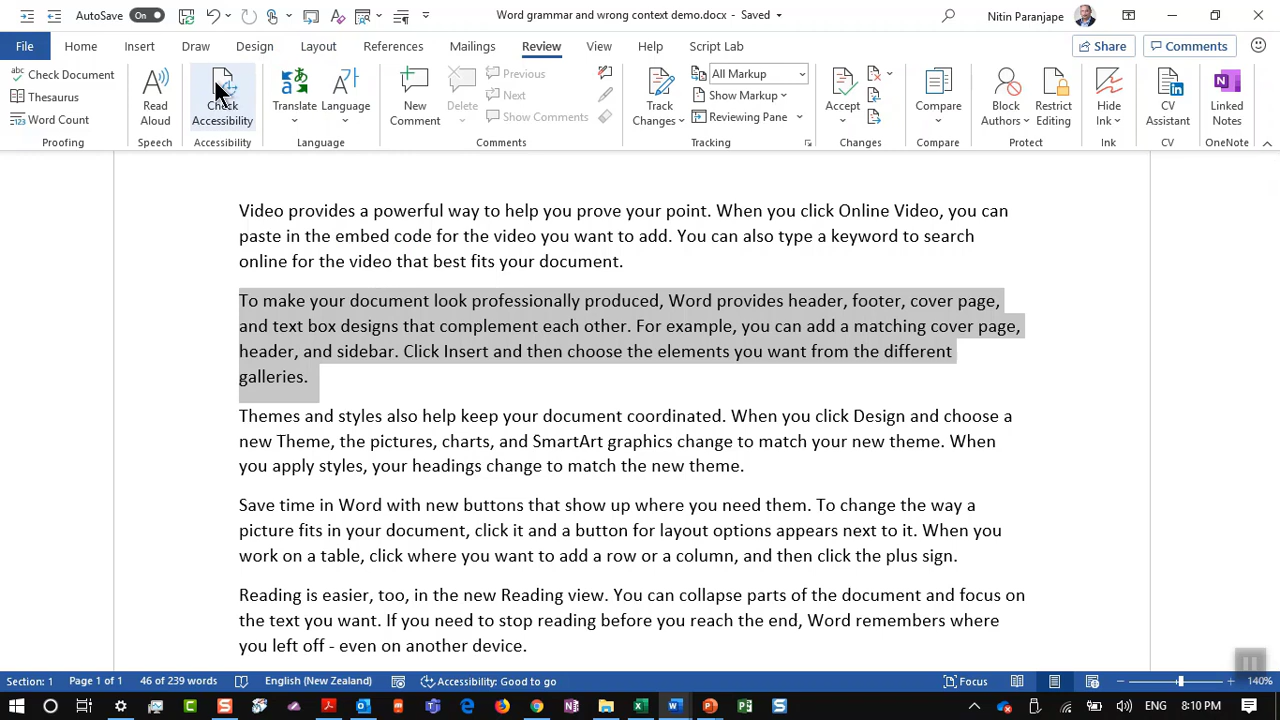 AutoSave On
Word grammar and wrong context demo.docx - Saved
Nitin Paranjape
File Home Insert Draw Design Layout References Mailings Review View Help Script Lab Share Comments
abc Check Document
Thesaurus
Word Count
Proofing
Read Aloud
Speech
Check Accessibility
Accessibility
Translate Language
Language
New Comment
Delete
Previous
Next
Show Comments
Comments
Track Changes
All Markup
Show Markup
Reviewing Pane
Tracking
Accept
Changes
Compare
Compare
Block Authors
Restrict Editing
Protect
Hide Ink
Ink
CV Assistant
CV
Linked Notes
OneNote
Video provides a powerful way to help you prove your point. When you click Online Video, you can
paste in the embed code for the video you want to add. You can also type a keyword to search
online for the video that best fits your document.
To make your document look professionally produced, Word provides header, footer, cover page,
and text box designs that complement each other. For example, you can add a matching cover page,
header, and sidebar. Click Insert and then choose the elements you want from the different
galleries.
Themes and styles also help keep your document coordinated. When you click Design and choose a
new Theme, the pictures, charts, and SmartArt graphics change to match your new theme. When
you apply styles, your headings change to match the new theme.
Save time in Word with new buttons that show up where you need them. To change the way a
picture fits in your document, click it and a button for layout options appears next to it. When you
work on a table, click where you want to add a row or a column, and then click the plus sign.
Reading is easier, too, in the new Reading view. You can collapse parts of the document and focus on
the text you want. If you need to stop reading before you reach the end, Word remembers where
you left off - even on another device.
Section: 1 Page 1 of 1 46 of 239 words English (New Zealand) Accessibility: Good to go Focus 140%
ENG 8:10 PM